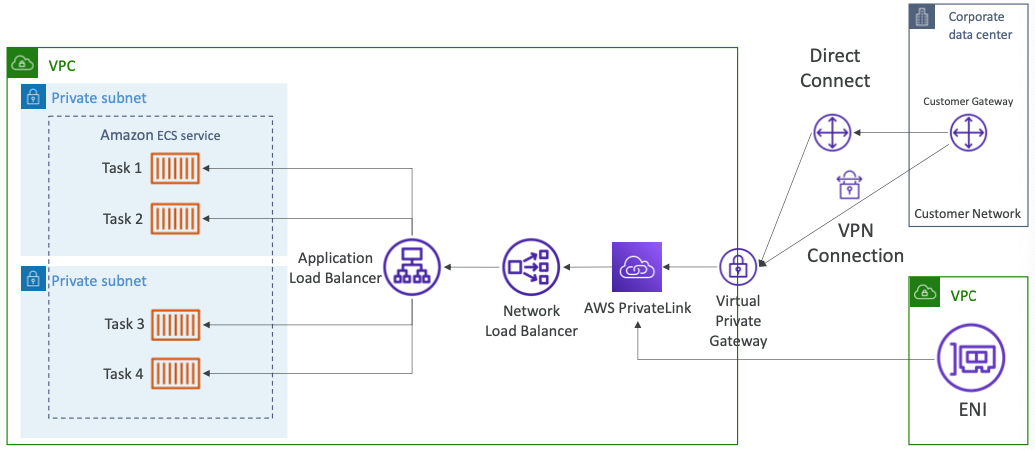 VPC
Private subnet
Amazon ECS service
Task 1
Task 2
Private subnet
Task 3
Task 4
Application
Load Balancer
Network
Load Balancer
AWS PrivateLink
Virtual
Private
Gateway
Direct
Connect
VPN
Connection
Corporate
data center
Customer Gateway
Customer Network
VPC
ENI